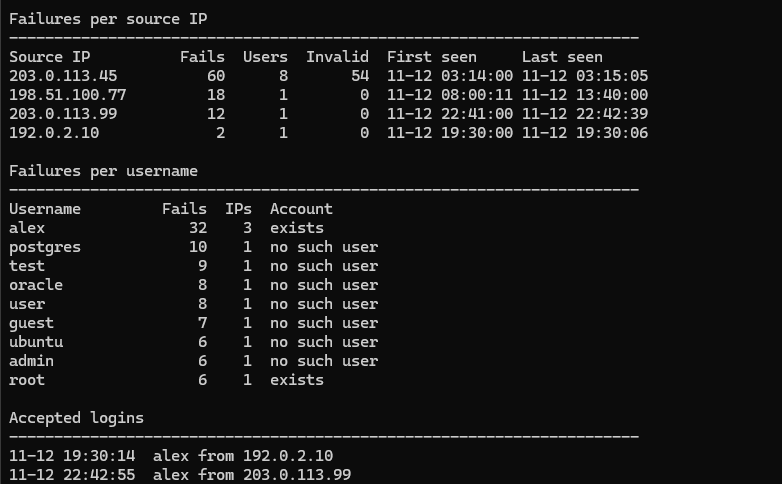 Failures per source IP
----------------------------------------------------------------------
Source IP          Fails  Users  Invalid  First seen     Last seen
203.0.113.45          60      8       54  11-12 03:14:00 11-12 03:15:05
198.51.100.77         18      1        0  11-12 08:00:11 11-12 13:40:00
203.0.113.99          12      1        0  11-12 22:41:00 11-12 22:42:39
192.0.2.10             2      1        0  11-12 19:30:00 11-12 19:30:06
Failures per username
----------------------------------------------------------------------
Username         Fails  IPs  Account
alex                32    3  exists
postgres            10    1  no such user
test                 9    1  no such user
oracle               8    1  no such user
user                 8    1  no such user
guest                7    1  no such user
ubuntu               6    1  no such user
admin                6    1  no such user
root                 6    1  exists
Accepted logins
----------------------------------------------------------------------
11-12 19:30:14  alex from 192.0.2.10
11-12 22:42:55  alex from 203.0.113.99